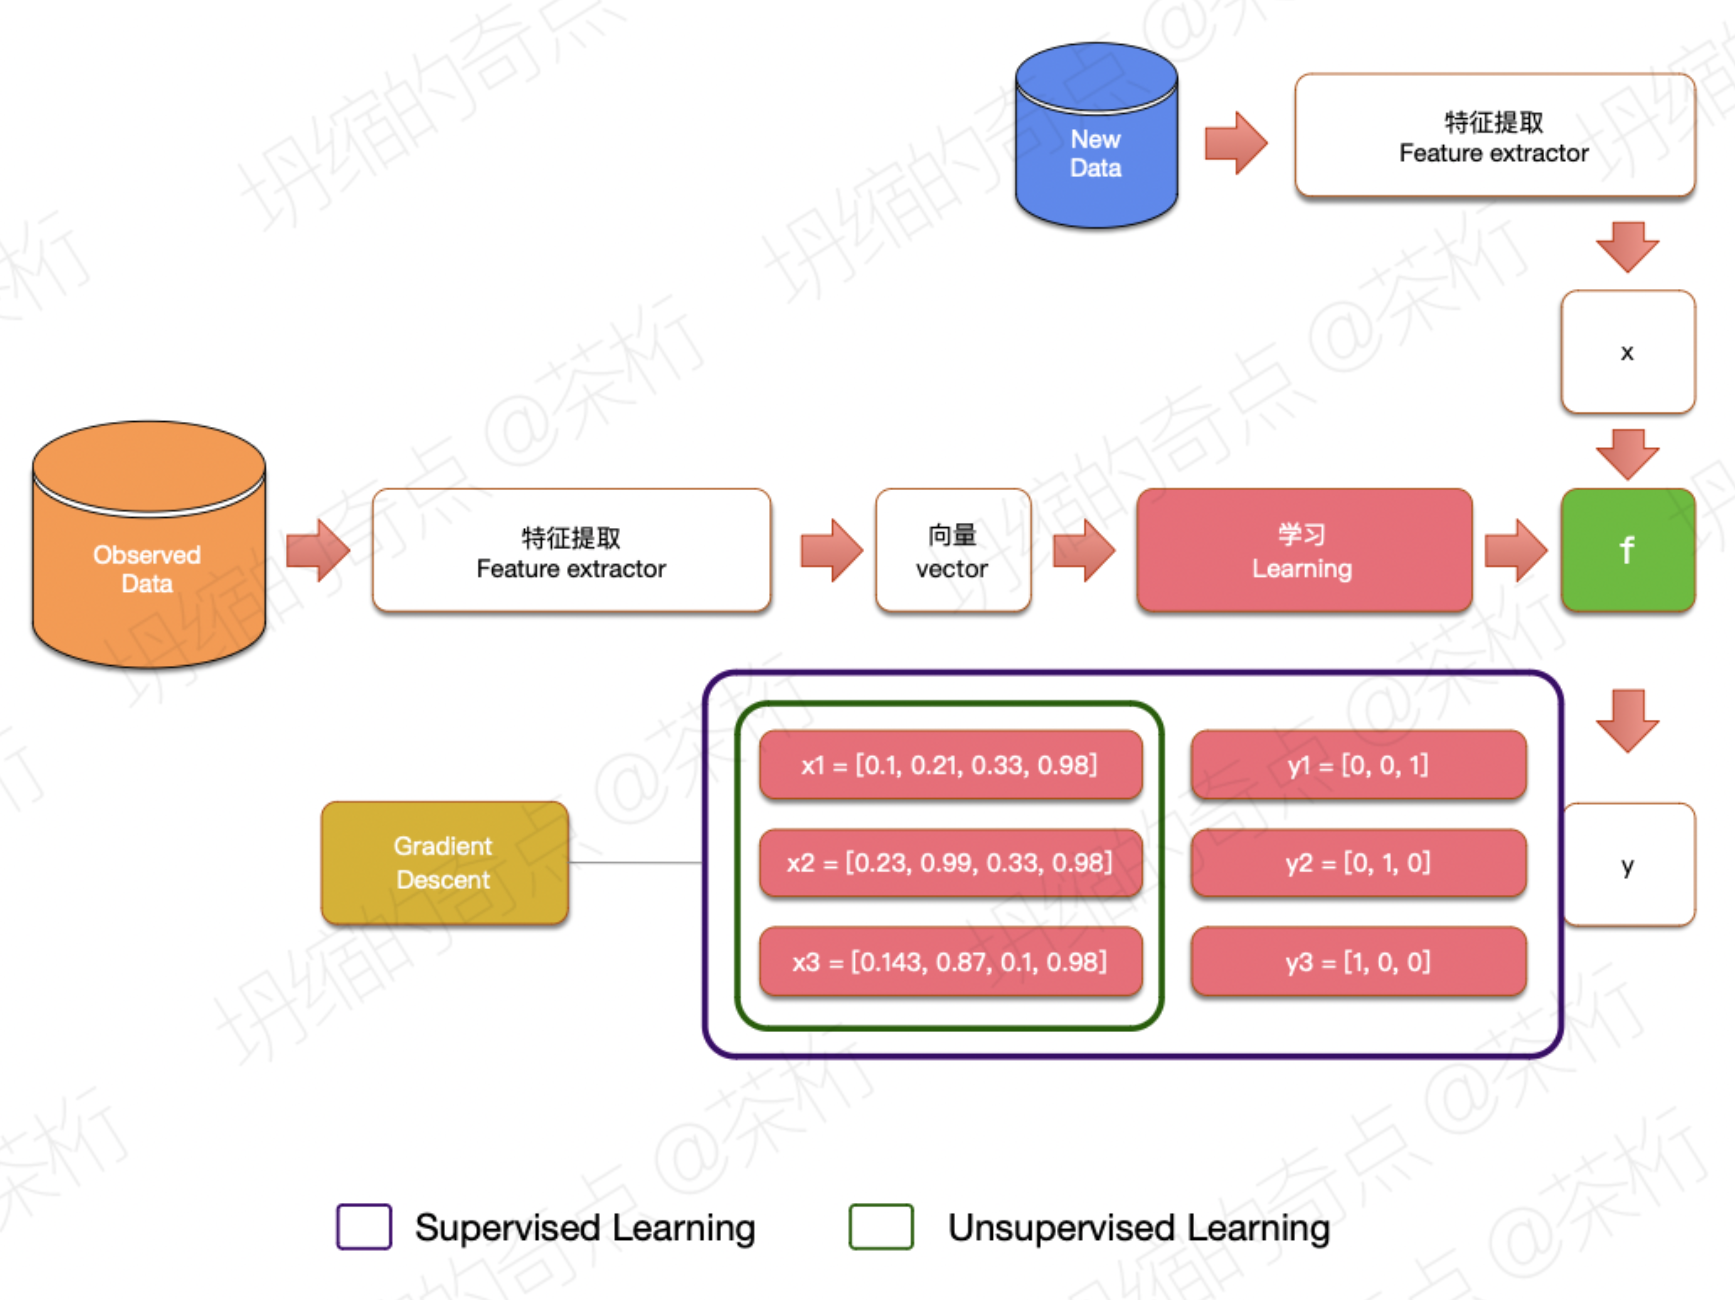 New
Data
特征提取
Feature extractor
x
Observed
Data
特征提取
Feature extractor
向量
vector
学习
Learning
f
x1 = [0.1, 0.21, 0.33, 0.98]
y1 = [0, 0, 1]
Gradient
Descent
x2 = [0.23, 0.99, 0.33, 0.98]
y2 = [0, 1, 0]
y
x3 = [0.143, 0.87, 0.1, 0.98]
y3 = [1, 0, 0]
Supervised Learning
Unsupervised Learning
坍缩的奇点 @茶桁